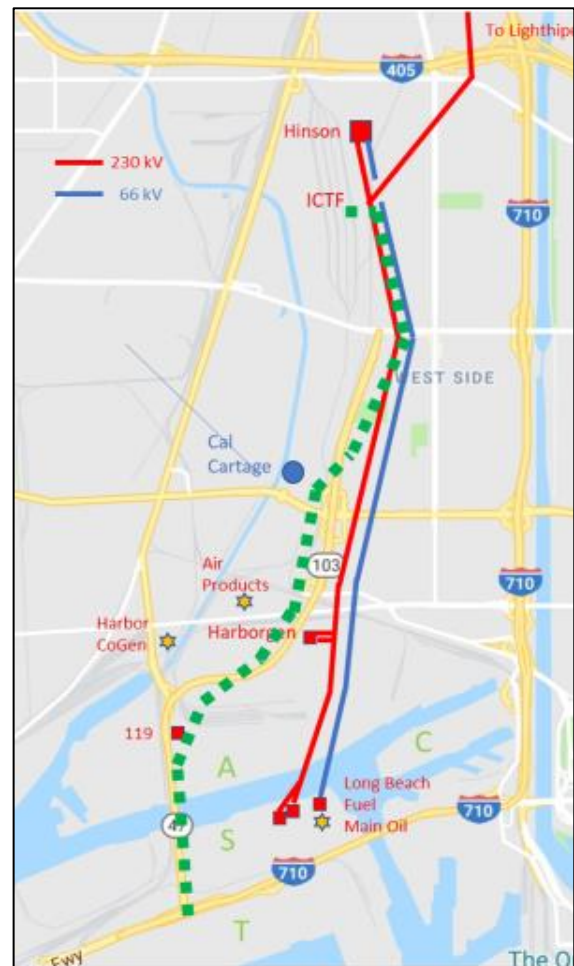 To Lighthipe
405
Hinson
230 kV
66 kV
ICTF
710
WEST SIDE
Cal
Cartage
103
Air
Products
710
Harbor
CoGen
Harborgen
119
A
C
Long Beach
Fuel
Main Oil
710
47
S
710
T
Fwy
The Q